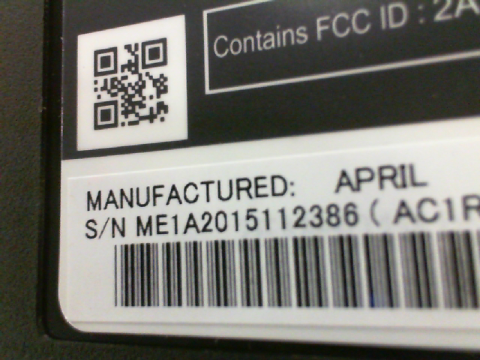 Contains FCC ID : 2A
MANUFACTURED: APRIL
S/N ME1A2015112386 ( AC1R